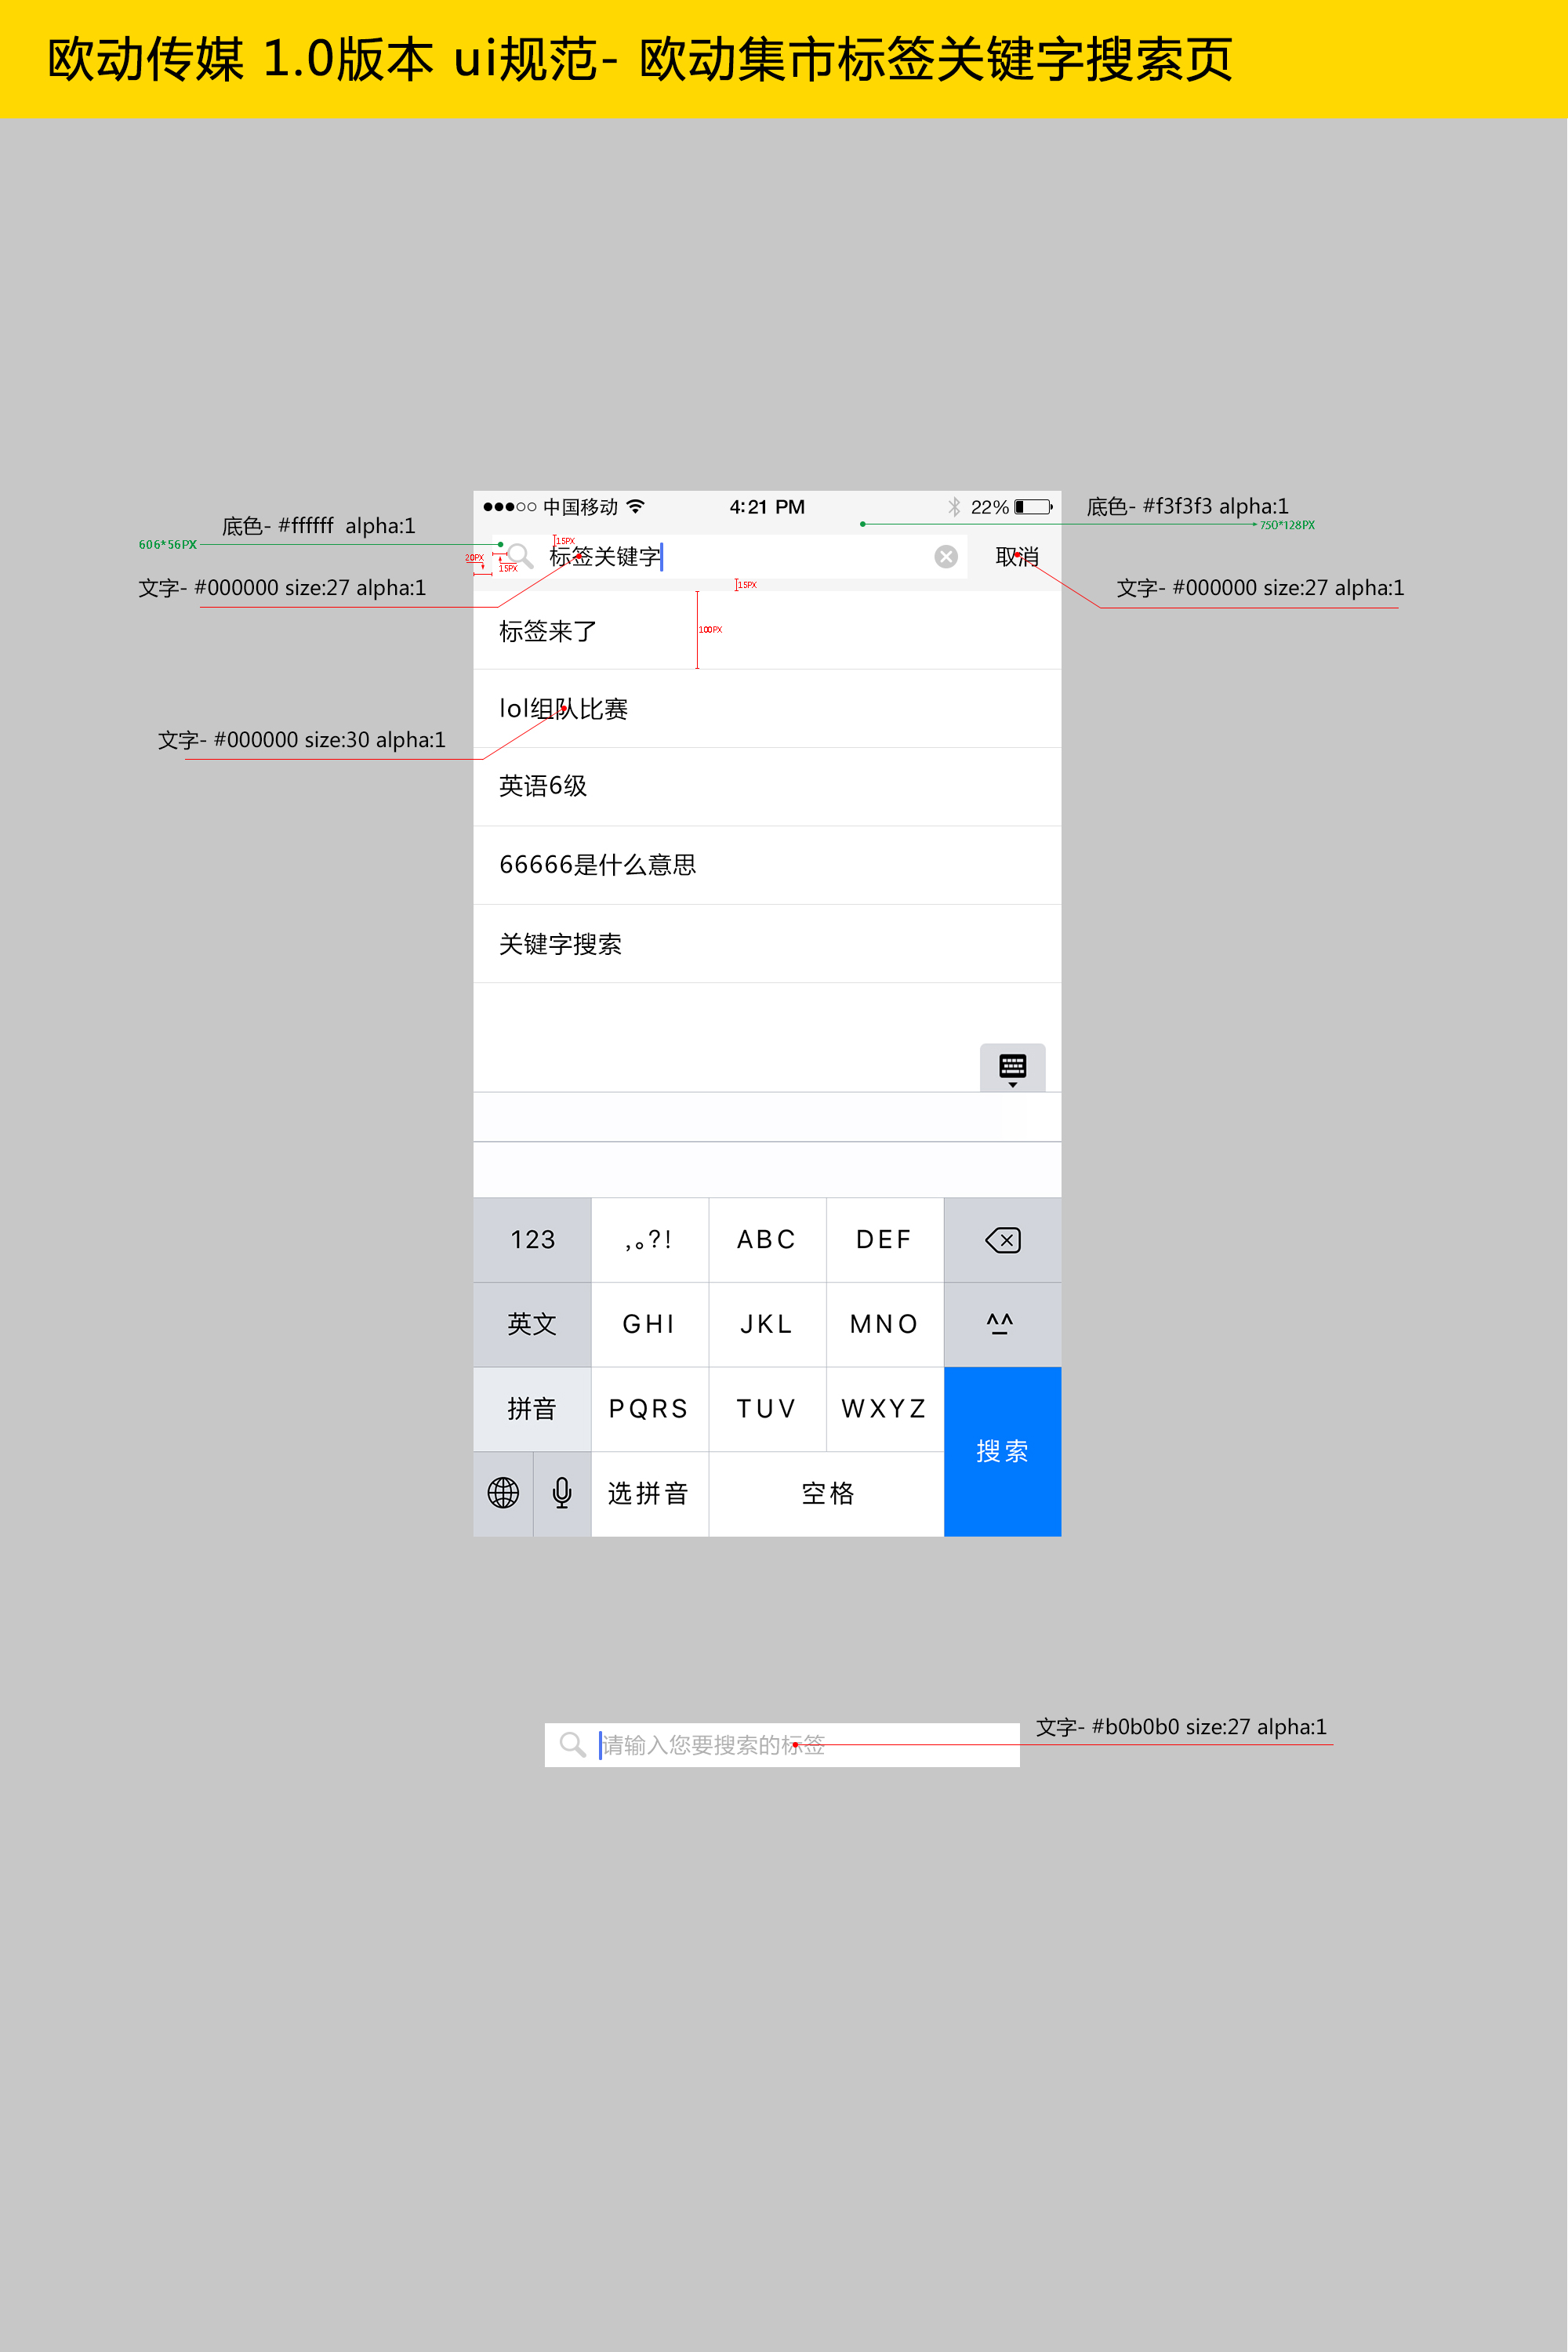 欧动传媒 1.0版本 ui规范- 欧动集市标签关键字搜索页
中国移动 4:21 PM 22%
底色- #f3f3f3 alpha:1
750*128PX
底色- #ffffff alpha:1
606*56PX
15PX
20PX
15PX
标签关键字
取消
文字- #000000 size:27 alpha:1
15PX
文字- #000000 size:27 alpha:1
标签来了
100PX
lol组队比赛
文字- #000000 size:30 alpha:1
英语6级
66666是什么意思
关键字搜索
123 ,。?! ABC DEF
英文 GHI JKL MNO ^_^
拼音 PQRS TUV WXYZ
搜索
选拼音 空格
文字- #b0b0b0 size:27 alpha:1
请输入您要搜索的标签